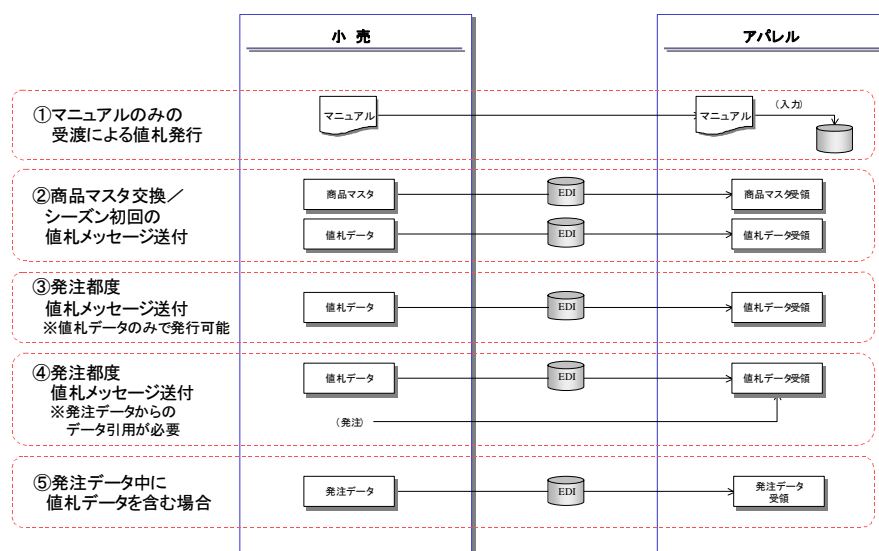 小 売
アパレル
①マニュアルのみの
受渡による値札発行
マニュアル
マニュアル
(入力)
②商品マスタ交換／
シーズン初回の
値札メッセージ送付
商品マスタ
EDI
商品マスタ受領
値札データ
EDI
値札データ受領
③発注都度
値札メッセージ送付
※値札データのみで発行可能
値札データ
EDI
値札データ受領
④発注都度
値札メッセージ送付
※発注データからの
データ引用が必要
値札データ
EDI
値札データ受領
(発注)
⑤発注データ中に
値札データを含む場合
発注データ
EDI
発注データ
受領